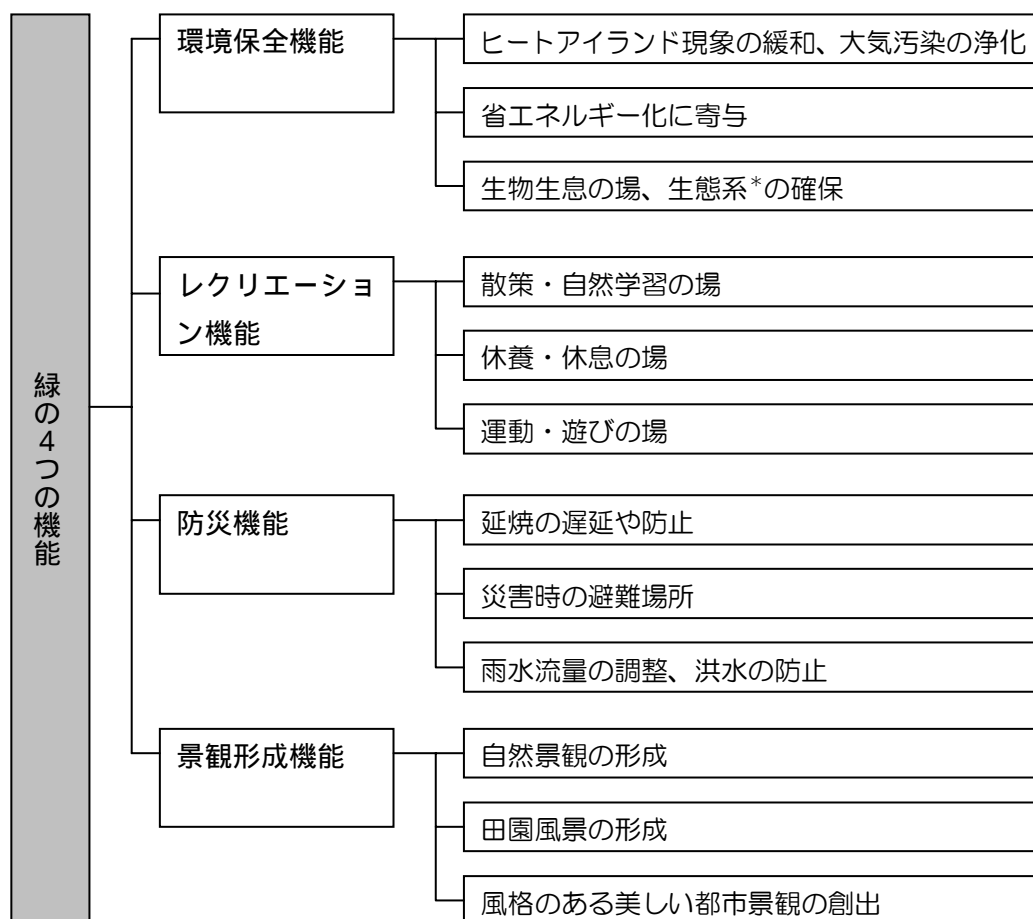 緑の4つの機能
環境保全機能
ヒートアイランド現象の緩和、大気汚染の浄化
省エネルギー化に寄与
生物生息の場、生態系*の確保
レクリエーショ
ン機能
散策・自然学習の場
休養・休息の場
運動・遊びの場
防災機能
延焼の遅延や防止
災害時の避難場所
雨水流量の調整、洪水の防止
景観形成機能
自然景観の形成
田園風景の形成
風格のある美しい都市景観の創出